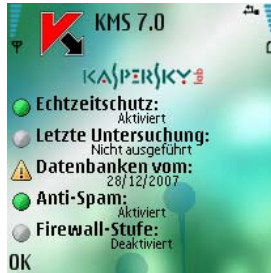 KMS 7.0
KASPERSKY lab
Echtzeitschutz:
Aktiviert
Letzte Untersuchung:
Nicht ausgeführt
Datenbanken vom:
28/12/2007
Anti-Spam:
Aktiviert
Firewall-Stufe:
Deaktiviert
OK